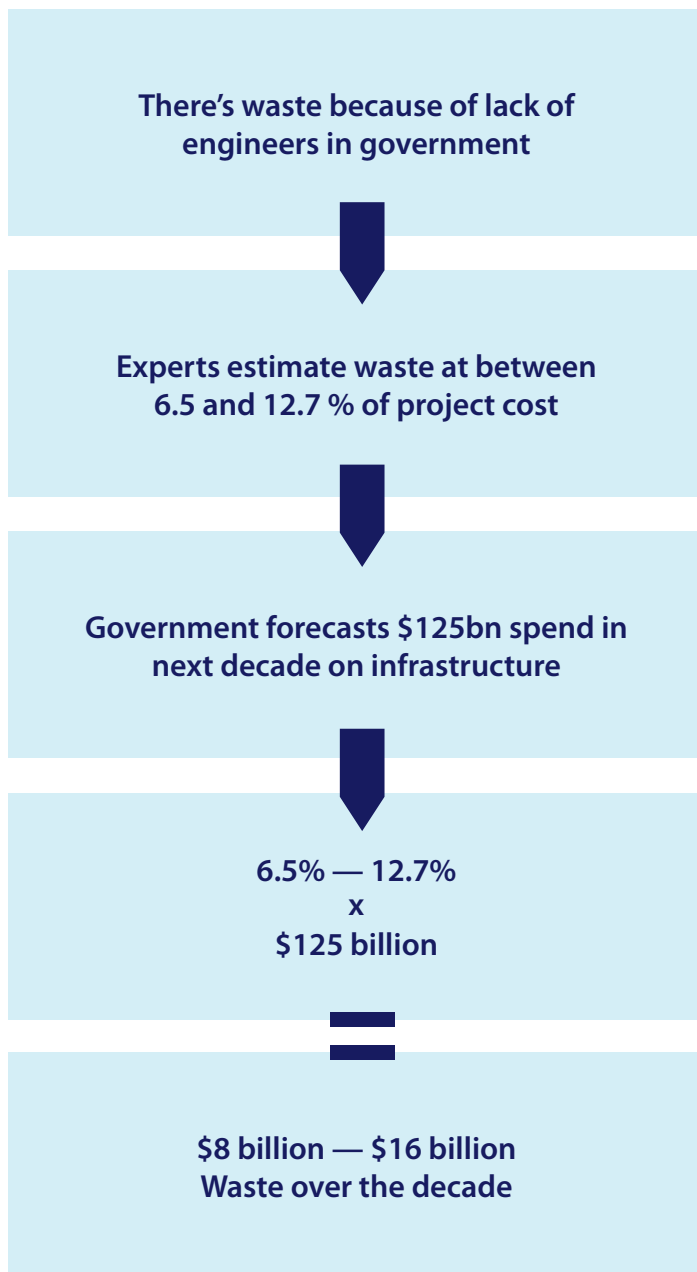 There’s waste because of lack of
engineers in government
Experts estimate waste at between
6.5 and 12.7 % of project cost
Government forecasts $125bn spend in
next decade on infrastructure
6.5% — 12.7%
x
$125 billion
$8 billion — $16 billion
Waste over the decade